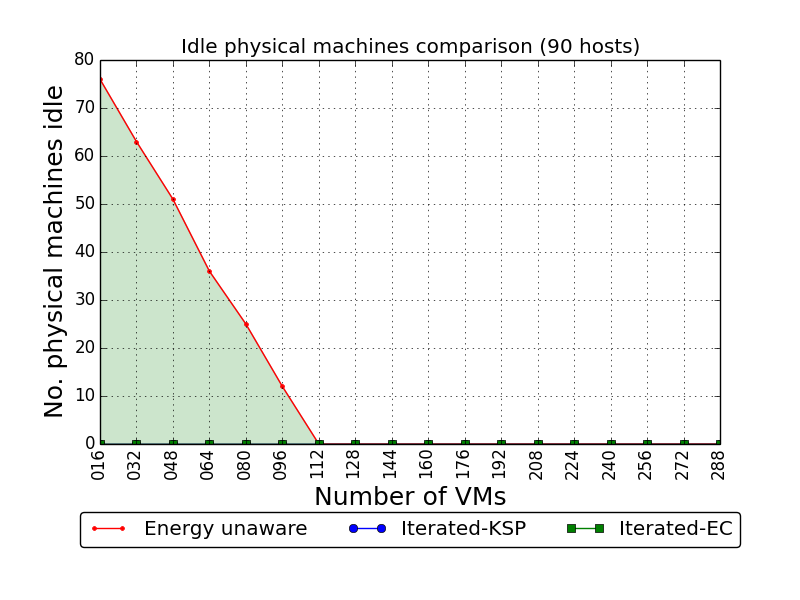 Idle physical machines comparison (90 hosts)
No. physical machines idle
80
70
60
50
40
30
20
10
0
016 032 048 064 080 096 112 128 144 160 176 192 208 224 240 256 272 288
Number of VMs
Energy unaware Iterated-KSP Iterated-EC